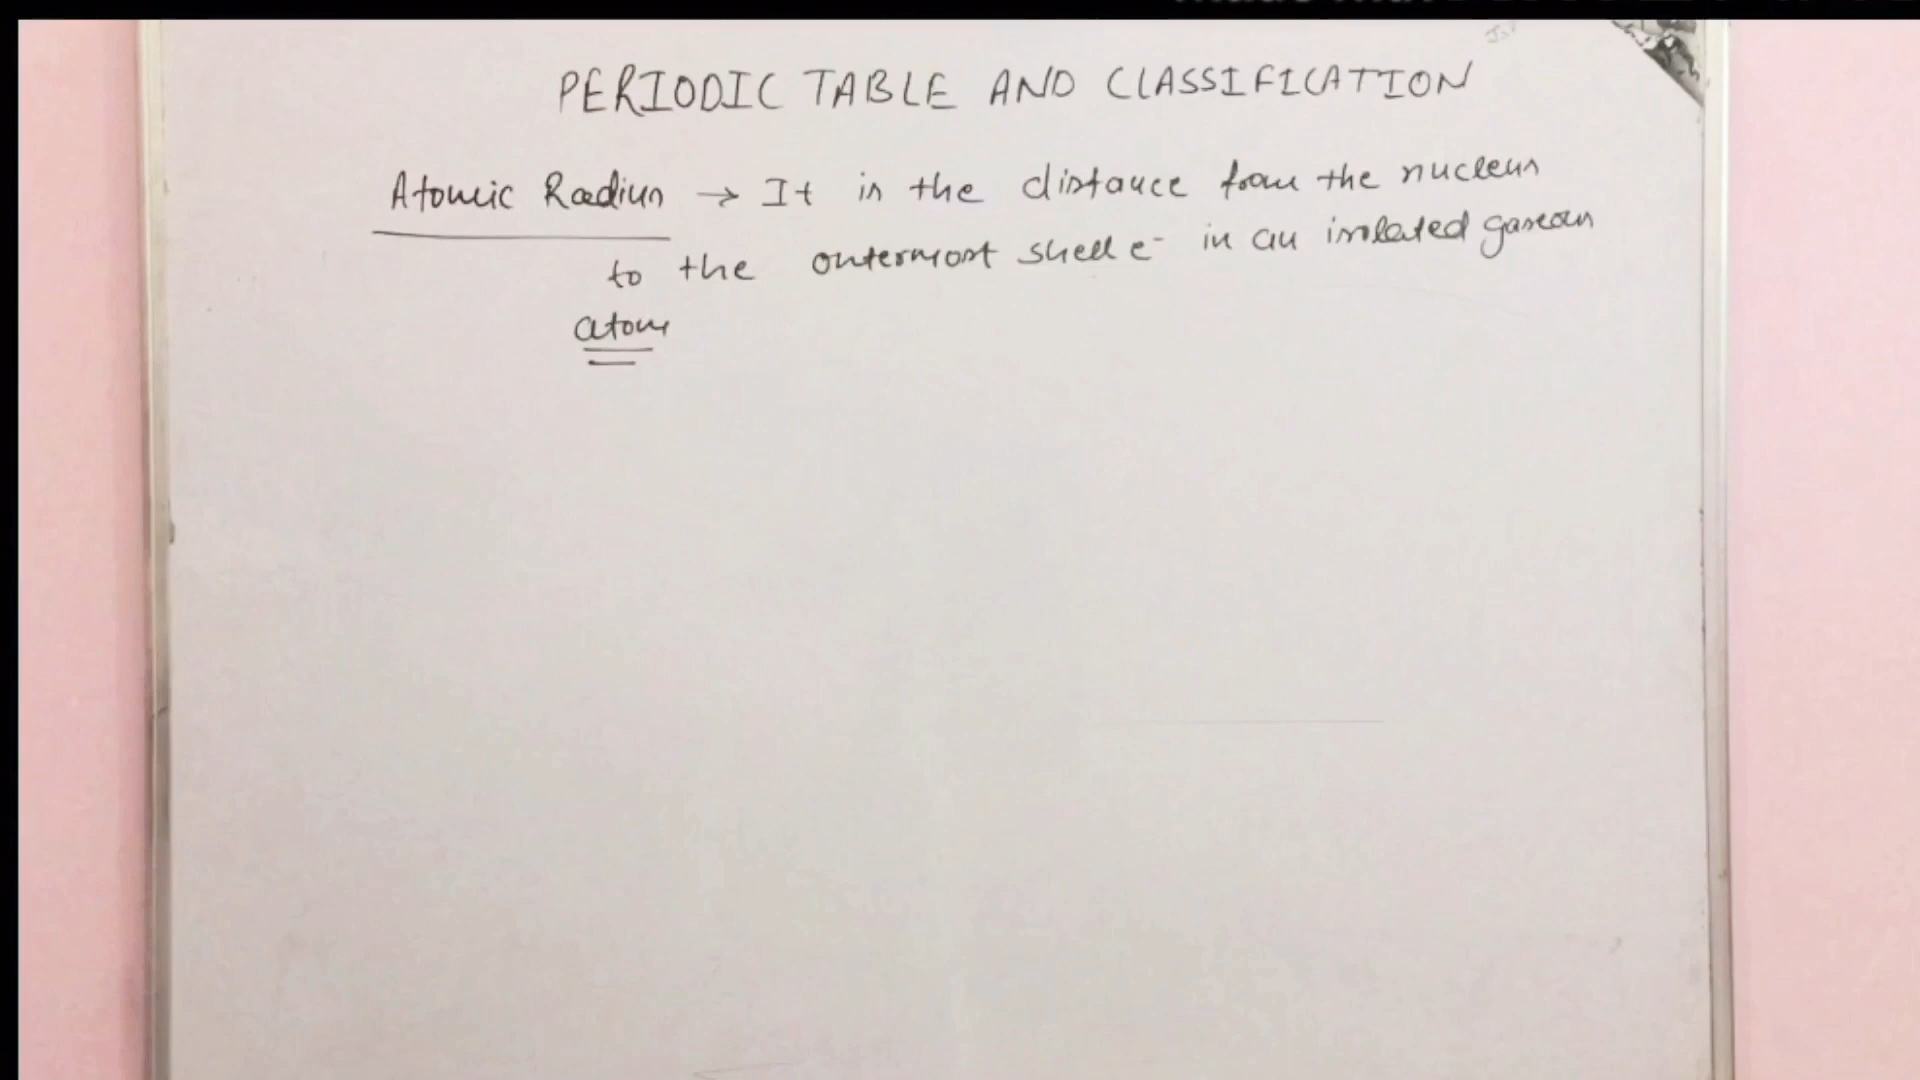 PERIODIC TABLE AND CLASSIFICATION
Atomic Radius → It is the distance from the nucleus
to the outermost shell e⁻ in an isolated gaseous
atom